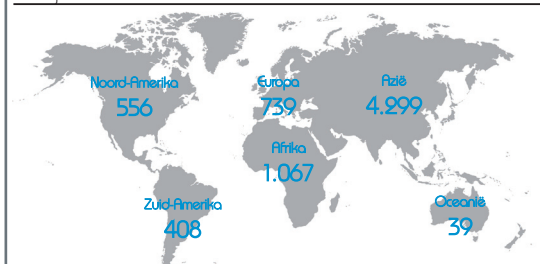 Noord-Amerika
556
Europa
739
Azië
4.299
Afrika
1.067
Zuid-Amerika
408
Oceanië
39